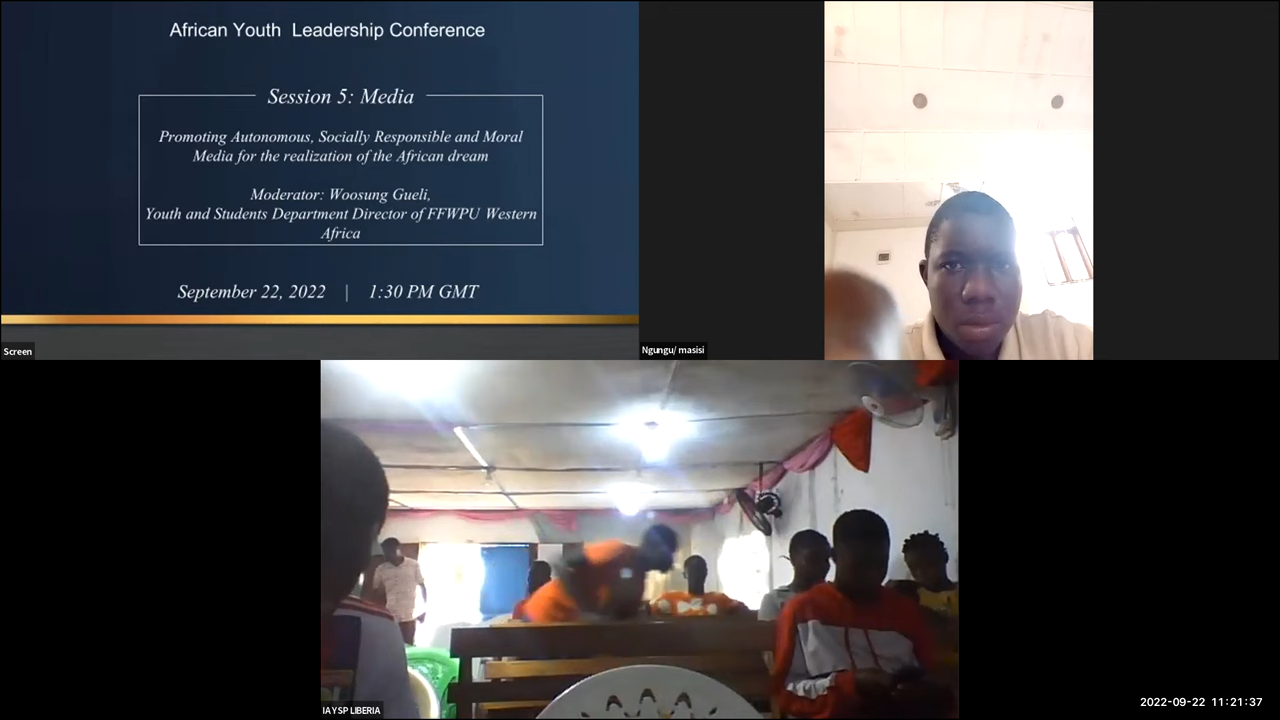 African Youth Leadership Conference
Session 5: Media
Promoting Autonomous, Socially Responsible and Moral
Media for the realization of the African dream
Moderator: Woosung Gueli,
Youth and Students Department Director of FFWPU Western
Africa
September 22, 2022 | 1:30 PM GMT
Screen
Ngungu/ masisi
IAYSP LIBERIA
2022-09-22 11:21:37